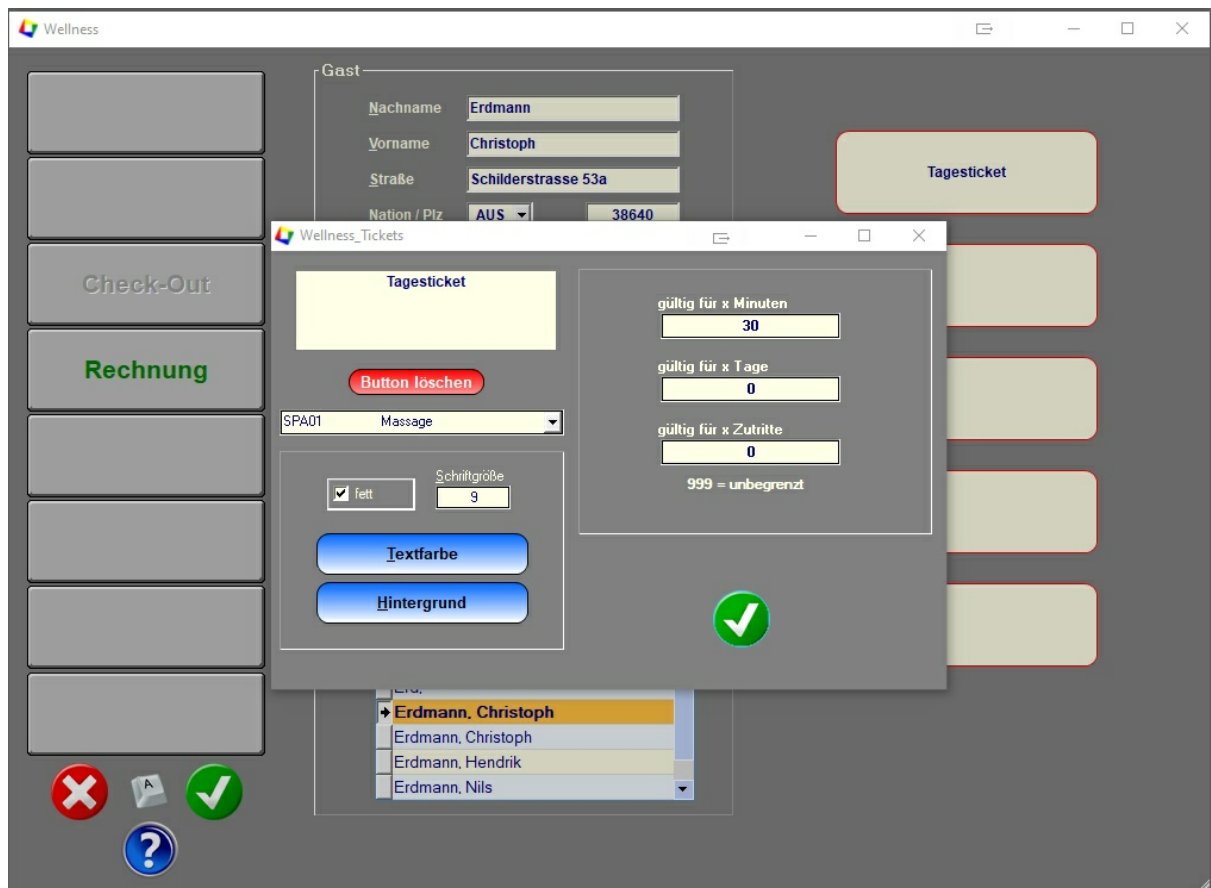 Wellness
Gast
Nachname Erdmann
Vorname Christoph
Straße Schilderstrasse 53a
Nation / Plz AUS 38640
Check-Out
Rechnung
Tagesticket
Wellness_Tickets
Tagesticket
Button löschen
SPA01 Massage
fett
Schriftgröße
9
Textfarbe
Hintergrund
gültig für x Minuten
30
gültig für x Tage
0
gültig für x Zutritte
0
999 = unbegrenzt
Erdmann, Christoph
Erdmann, Christoph
Erdmann, Hendrik
Erdmann, Nils
A
?